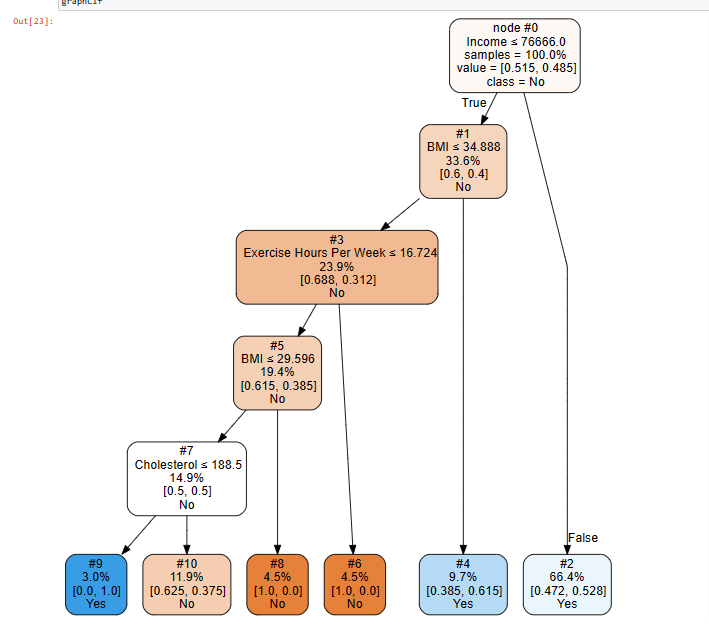 graphClf
Out[23]:
node #0
Income ≤ 76666.0
samples = 100.0%
value = [0.515, 0.485]
class = No
True
#1
BMI ≤ 34.888
33.6%
[0.6, 0.4]
No
#3
Exercise Hours Per Week ≤ 16.724
23.9%
[0.688, 0.312]
No
#5
BMI ≤ 29.596
19.4%
[0.615, 0.385]
No
#7
Cholesterol ≤ 188.5
14.9%
[0.5, 0.5]
No
False
#9
3.0%
[0.0, 1.0]
Yes
#10
11.9%
[0.625, 0.375]
No
#8
4.5%
[1.0, 0.0]
No
#6
4.5%
[1.0, 0.0]
No
#4
9.7%
[0.385, 0.615]
Yes
#2
66.4%
[0.472, 0.528]
Yes